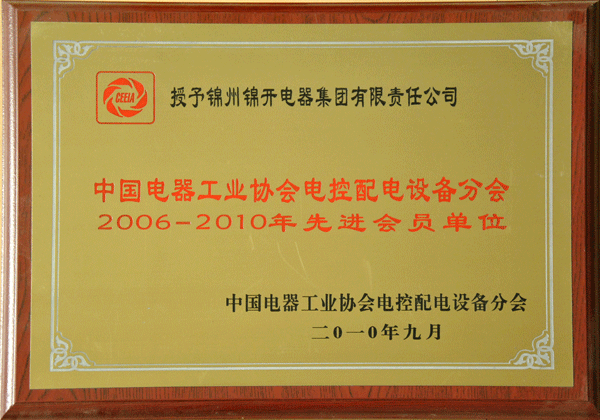 CEEIA
授予锦州锦开电器集团有限责任公司
中国电器工业协会电控配电设备分会
2006-2010年先进会员单位
中国电器工业协会电控配电设备分会
二0一0年九月